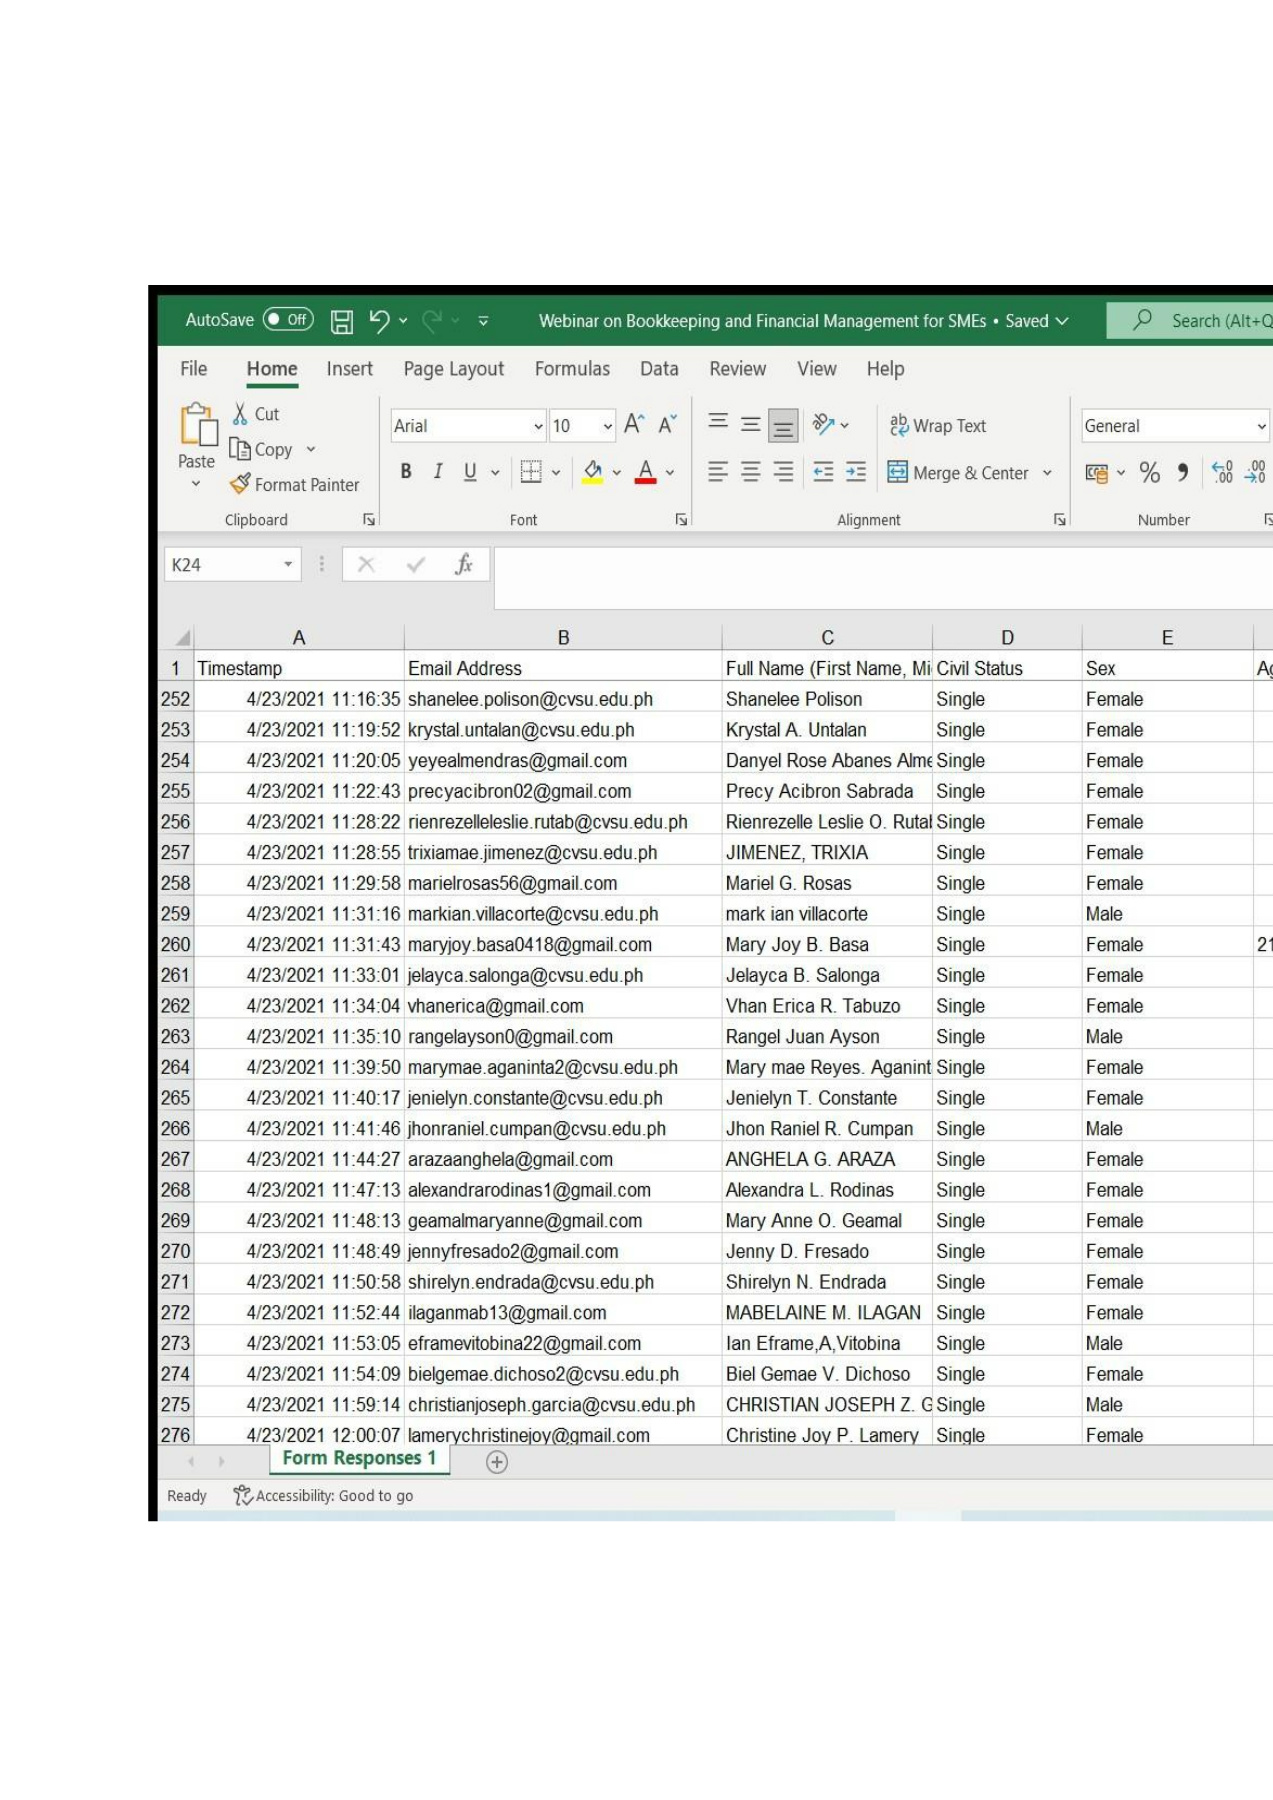 AutoSave Off Webinar on Bookkeeping and Financial Management for SMEs • Saved Search (Alt+Q
File Home Insert Page Layout Formulas Data Review View Help
Cut
Arial 10 A A ab Wrap Text General
Copy
Paste B I U A Merge & Center % .00 .00
Format Painter
Clipboard Font Alignment Number
K24 fx
A B C D E
1 Timestamp Email Address Full Name (First Name, Mi Civil Status Sex Ag
252 4/23/2021 11:16:35 shanelee.polison@cvsu.edu.ph Shanelee Polison Single Female
253 4/23/2021 11:19:52 krystal.untalan@cvsu.edu.ph Krystal A. Untalan Single Female
254 4/23/2021 11:20:05 yeyealmendras@gmail.com Danyel Rose Abanes Alme Single Female
255 4/23/2021 11:22:43 precyacibron02@gmail.com Precy Acibron Sabrada Single Female
256 4/23/2021 11:28:22 rienrezelleleslie.rutab@cvsu.edu.ph Rienrezelle Leslie O. Rutab Single Female
257 4/23/2021 11:28:55 trixiamae.jimenez@cvsu.edu.ph JIMENEZ, TRIXIA Single Female
258 4/23/2021 11:29:58 marielrosas56@gmail.com Mariel G. Rosas Single Female
259 4/23/2021 11:31:16 markian.villacorte@cvsu.edu.ph mark ian villacorte Single Male
260 4/23/2021 11:31:43 maryjoy.basa0418@gmail.com Mary Joy B. Basa Single Female 21
261 4/23/2021 11:33:01 jelayca.salonga@cvsu.edu.ph Jelayca B. Salonga Single Female
262 4/23/2021 11:34:04 vhanerica@gmail.com Vhan Erica R. Tabuzo Single Female
263 4/23/2021 11:35:10 rangelayson0@gmail.com Rangel Juan Ayson Single Male
264 4/23/2021 11:39:50 marymae.aganinta2@cvsu.edu.ph Mary mae Reyes. Aganint Single Female
265 4/23/2021 11:40:17 jenielyn.constante@cvsu.edu.ph Jenielyn T. Constante Single Female
266 4/23/2021 11:41:46 jhonraniel.cumpan@cvsu.edu.ph Jhon Raniel R. Cumpan Single Male
267 4/23/2021 11:44:27 arazaanghela@gmail.com ANGHELA G. ARAZA Single Female
268 4/23/2021 11:47:13 alexandrarodinas1@gmail.com Alexandra L. Rodinas Single Female
269 4/23/2021 11:48:13 geamalmaryanne@gmail.com Mary Anne O. Geamal Single Female
270 4/23/2021 11:48:49 jennyfresado2@gmail.com Jenny D. Fresado Single Female
271 4/23/2021 11:50:58 shirelyn.endrada@cvsu.edu.ph Shirelyn N. Endrada Single Female
272 4/23/2021 11:52:44 ilaganmab13@gmail.com MABELAINE M. ILAGAN Single Female
273 4/23/2021 11:53:05 eframevitobina22@gmail.com Ian Eframe,A,Vitobina Single Male
274 4/23/2021 11:54:09 bielgemae.dichoso2@cvsu.edu.ph Biel Gemae V. Dichoso Single Female
275 4/23/2021 11:59:14 christianjoseph.garcia@cvsu.edu.ph CHRISTIAN JOSEPH Z. G Single Male
276 4/23/2021 12:00:07 lamerychristinejoy@gmail.com Christine Joy P. Lamery Single Female
Form Responses 1
Ready Accessibility: Good to go